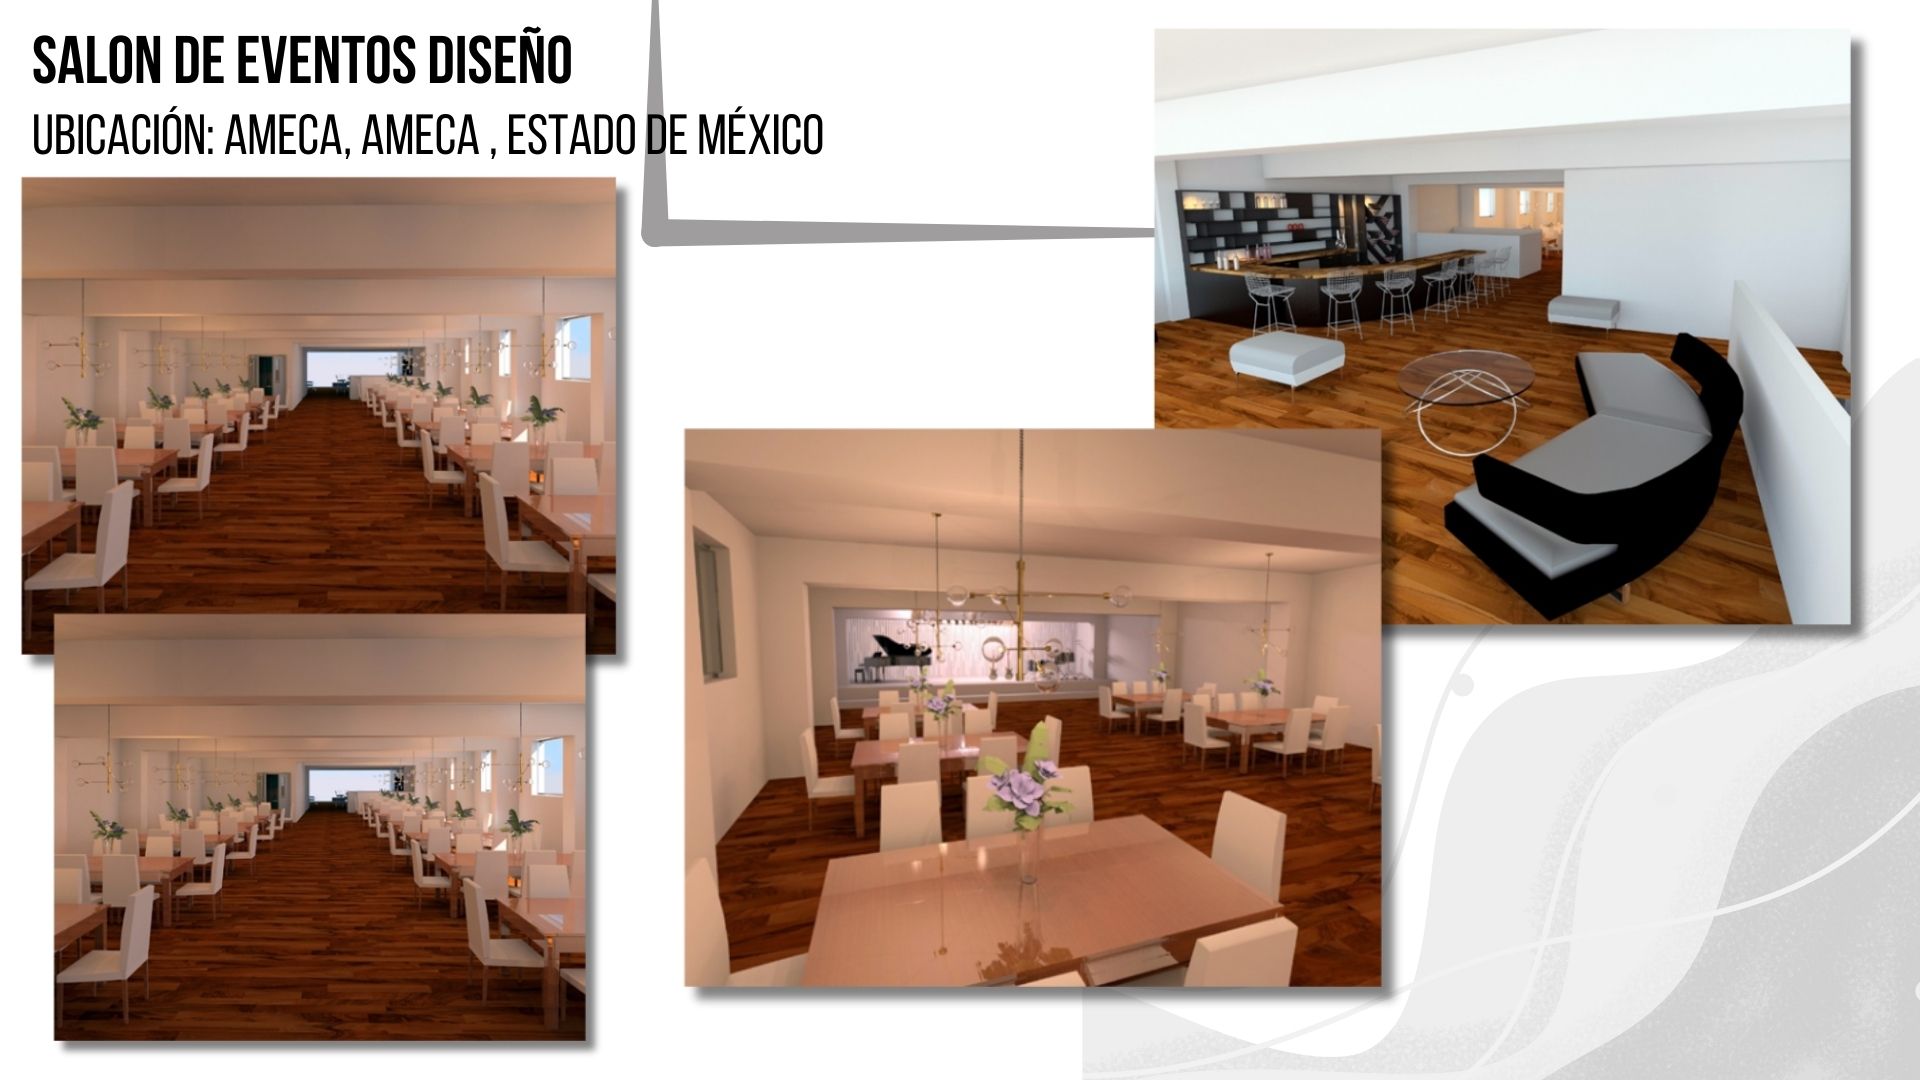 SALON DE EVENTOS DISEÑO
UBICACIÓN: AMECA, AMECA , ESTADO DE MÉXICO